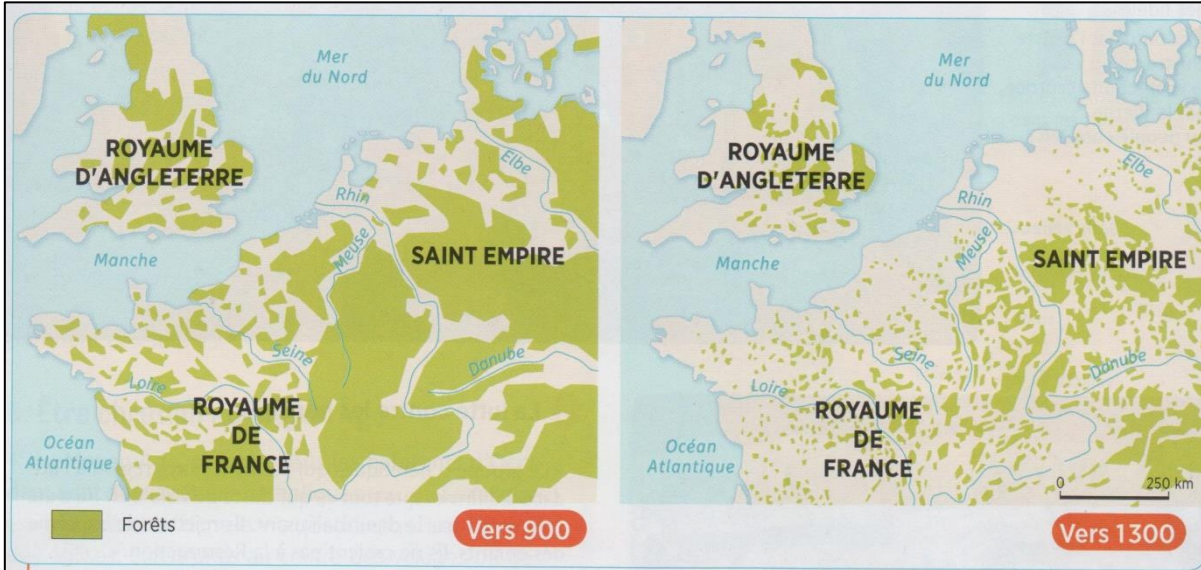 Mer
du Nord
ROYAUME
D'ANGLETERRE
Elbe
Rhin
Meuse
SAINT EMPIRE
Manche
Seine
Danube
Loire
ROYAUME
DE
FRANCE
Océan
Atlantique
Forêts
Vers 900
Mer
du Nord
ROYAUME
D'ANGLETERRE
Elbe
Rhin
Meuse
SAINT EMPIRE
Manche
Seine
Danube
Loire
ROYAUME
DE
FRANCE
Océan
Atlantique
0 250 km
Vers 1300